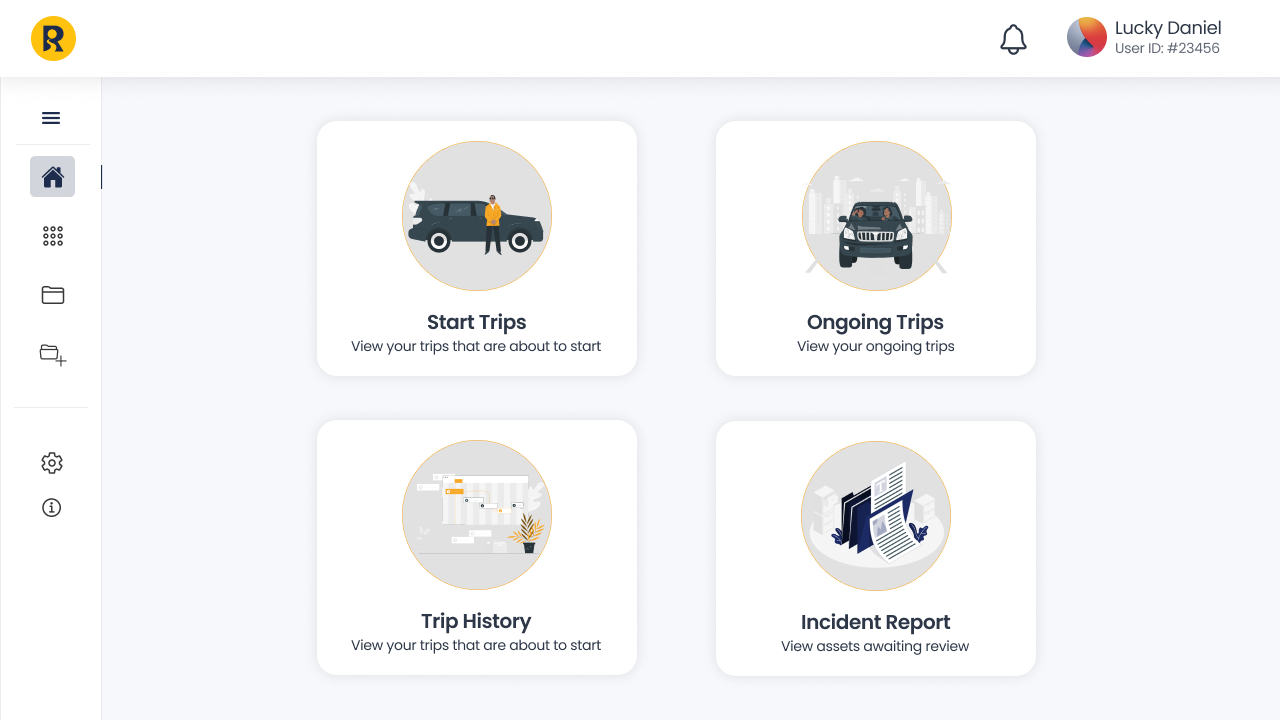 R
Lucky Daniel
User ID: #23456
Start Trips
View your trips that are about to start
Ongoing Trips
View your ongoing trips
Trip History
View your trips that are about to start
Incident Report
View assets awaiting review